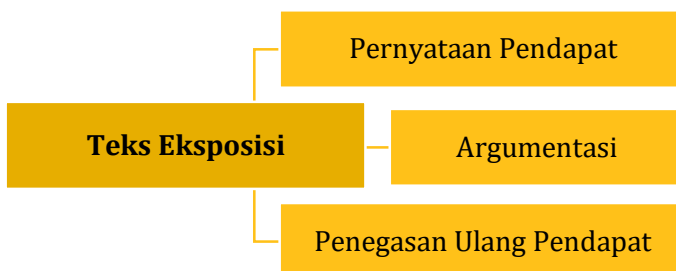 Pernyataan Pendapat
Teks Eksposisi
Argumentasi
Penegasan Ulang Pendapat